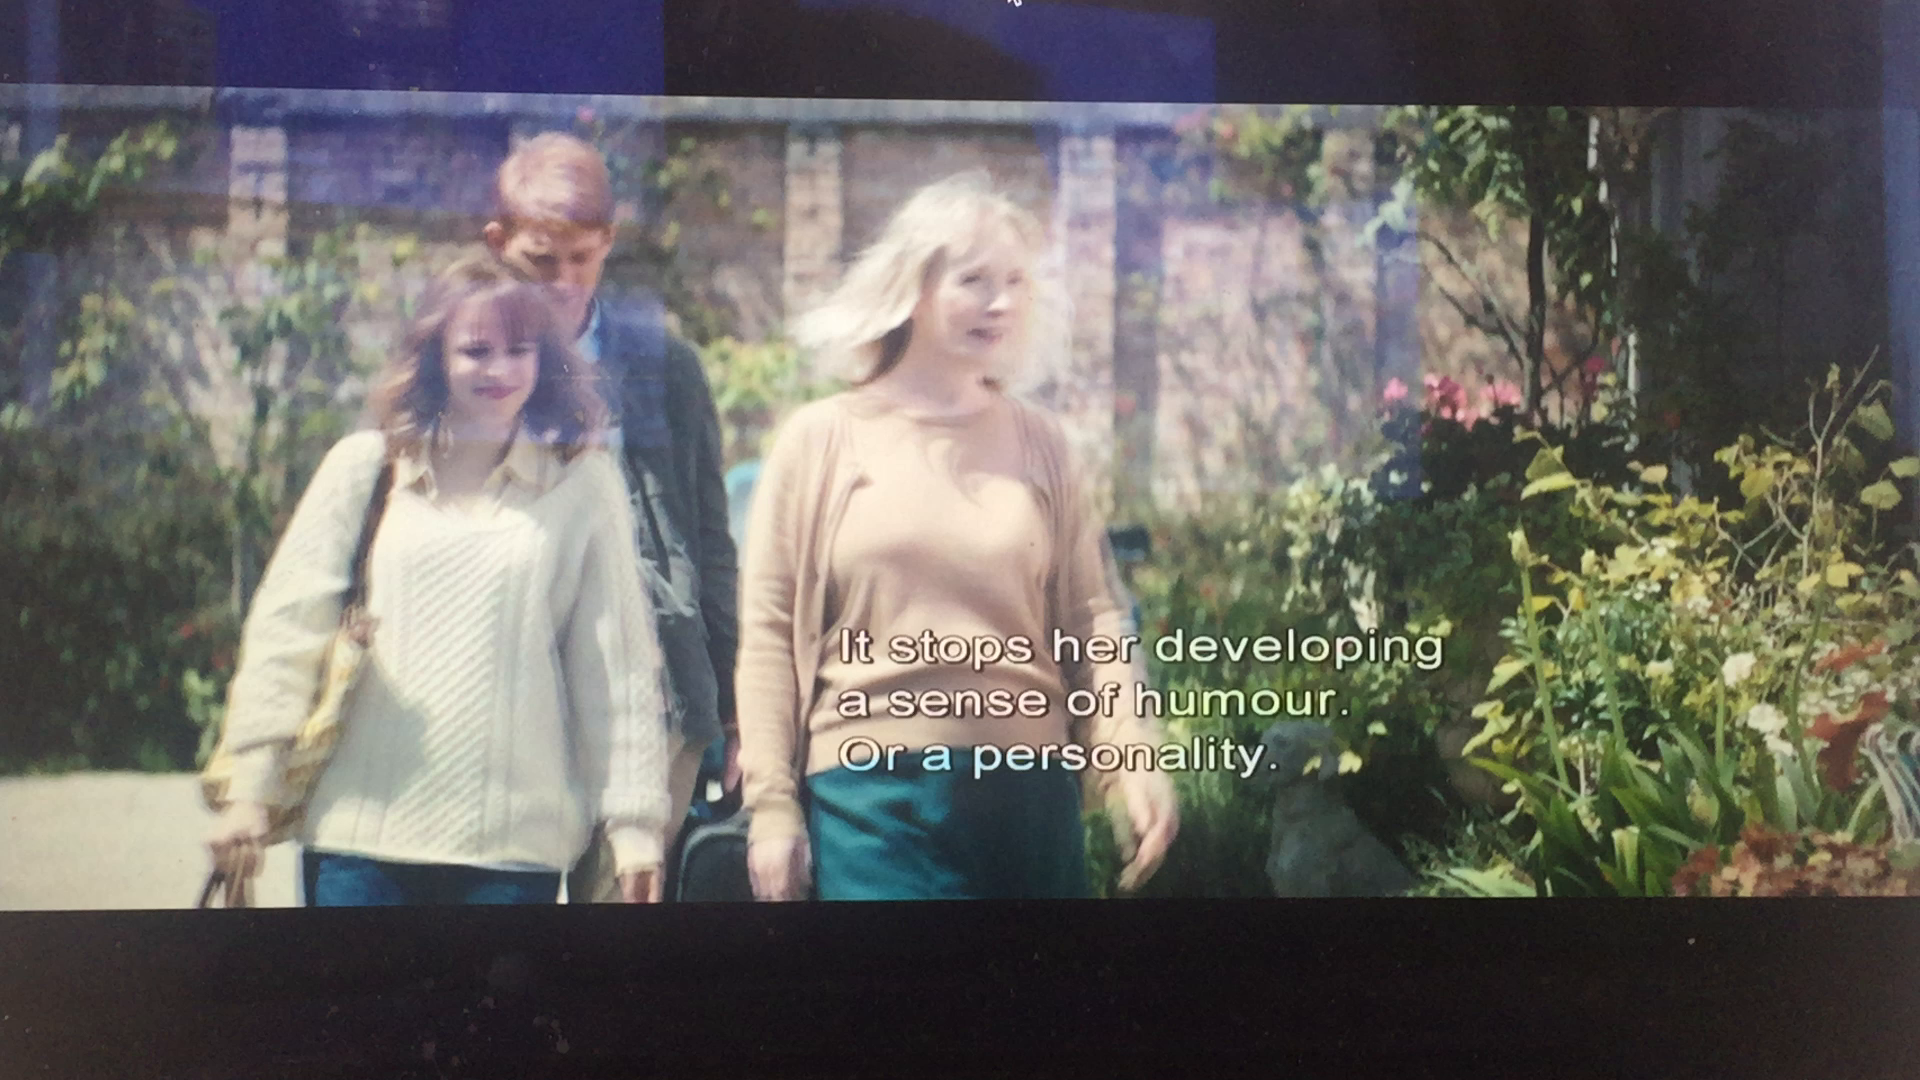 It stops her developing
a sense of humour.
Or a personality.